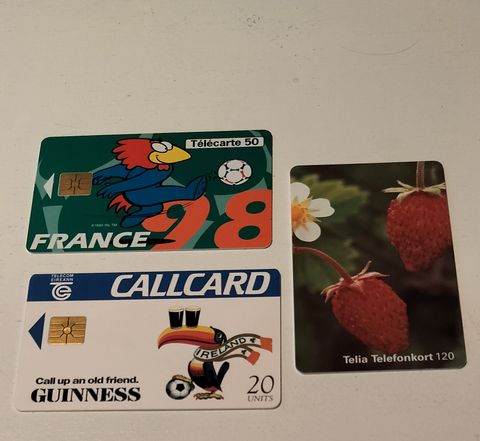 Télécarte 50
FRANCE 98
TELECOM
EIREANN
CALLCARD
IRELAND
Call up an old friend.
GUINNESS
20
UNITS
Telia Telefonkort 120